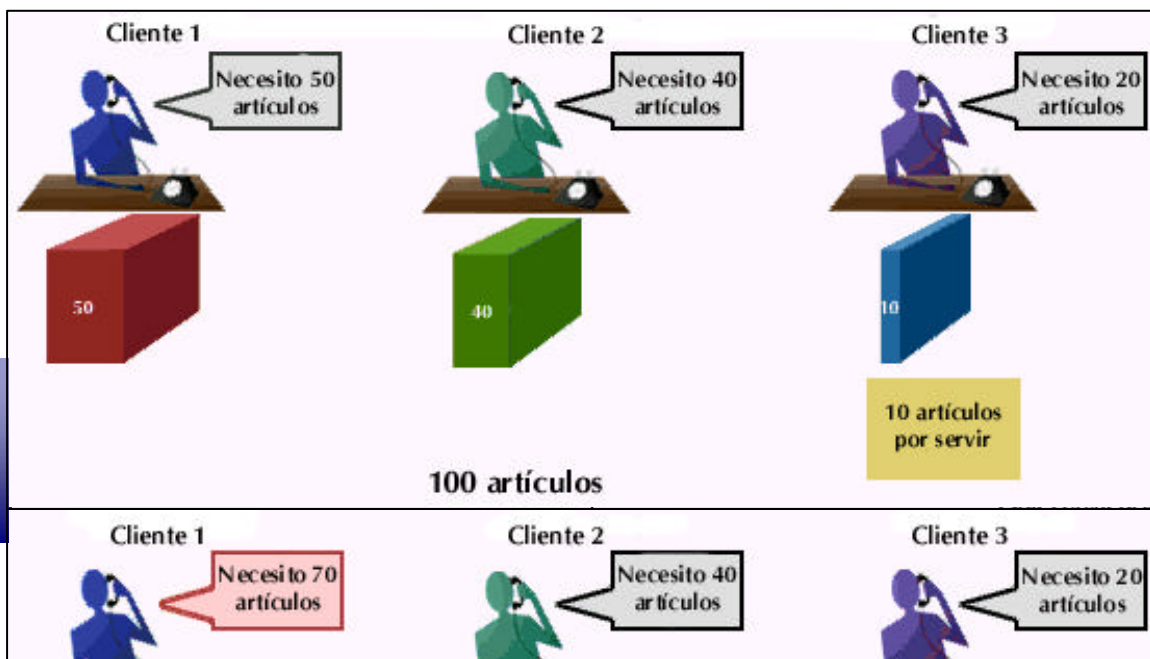 Cliente 1
Necesito 50
artículos
Cliente 2
Necesito 40
artículos
Cliente 3
Necesito 20
artículos
50
40
10
10 artículos
por servir
100 artículos
Cliente 1
Necesito 70
artículos
Cliente 2
Necesito 40
artículos
Cliente 3
Necesito 20
artículos